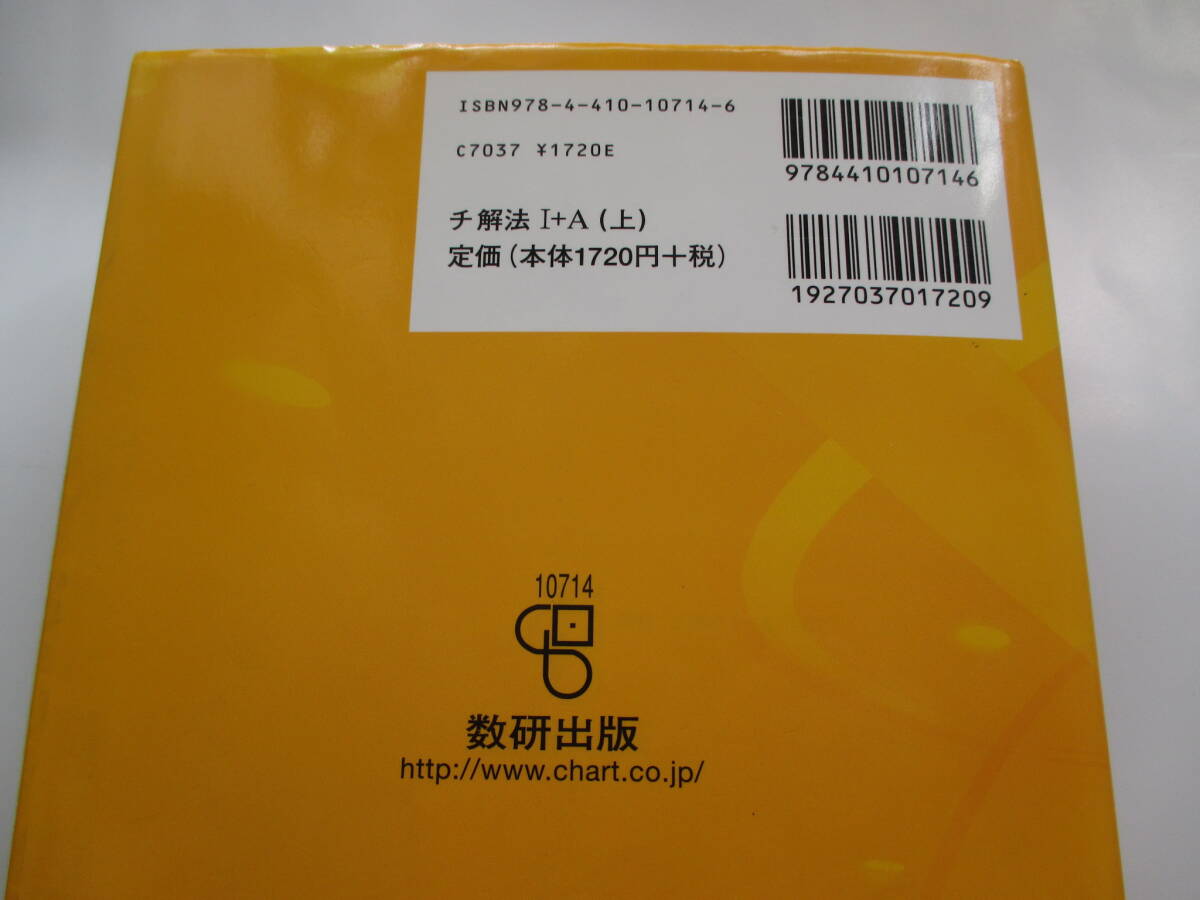 ISBN978-4-410-10714-6
C7037 ¥1720E
9784410107146
チ解法 I+A (上)
定価(本体1720円+税)
1927037017209
10714
数研出版
http://www.chart.co.jp/